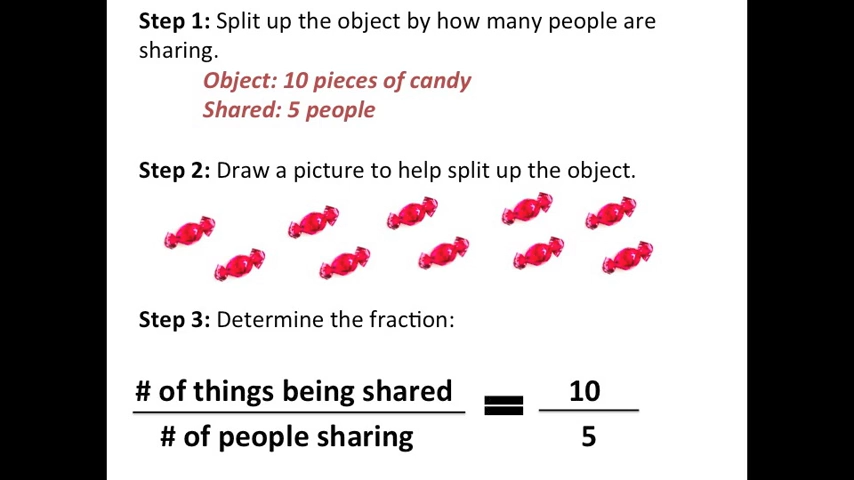 Step 1: Split up the object by how many people are
sharing.
Object: 10 pieces of candy
Shared: 5 people
Step 2: Draw a picture to help split up the object.
Step 3: Determine the fraction:
# of things being shared
# of people sharing
=
10
5